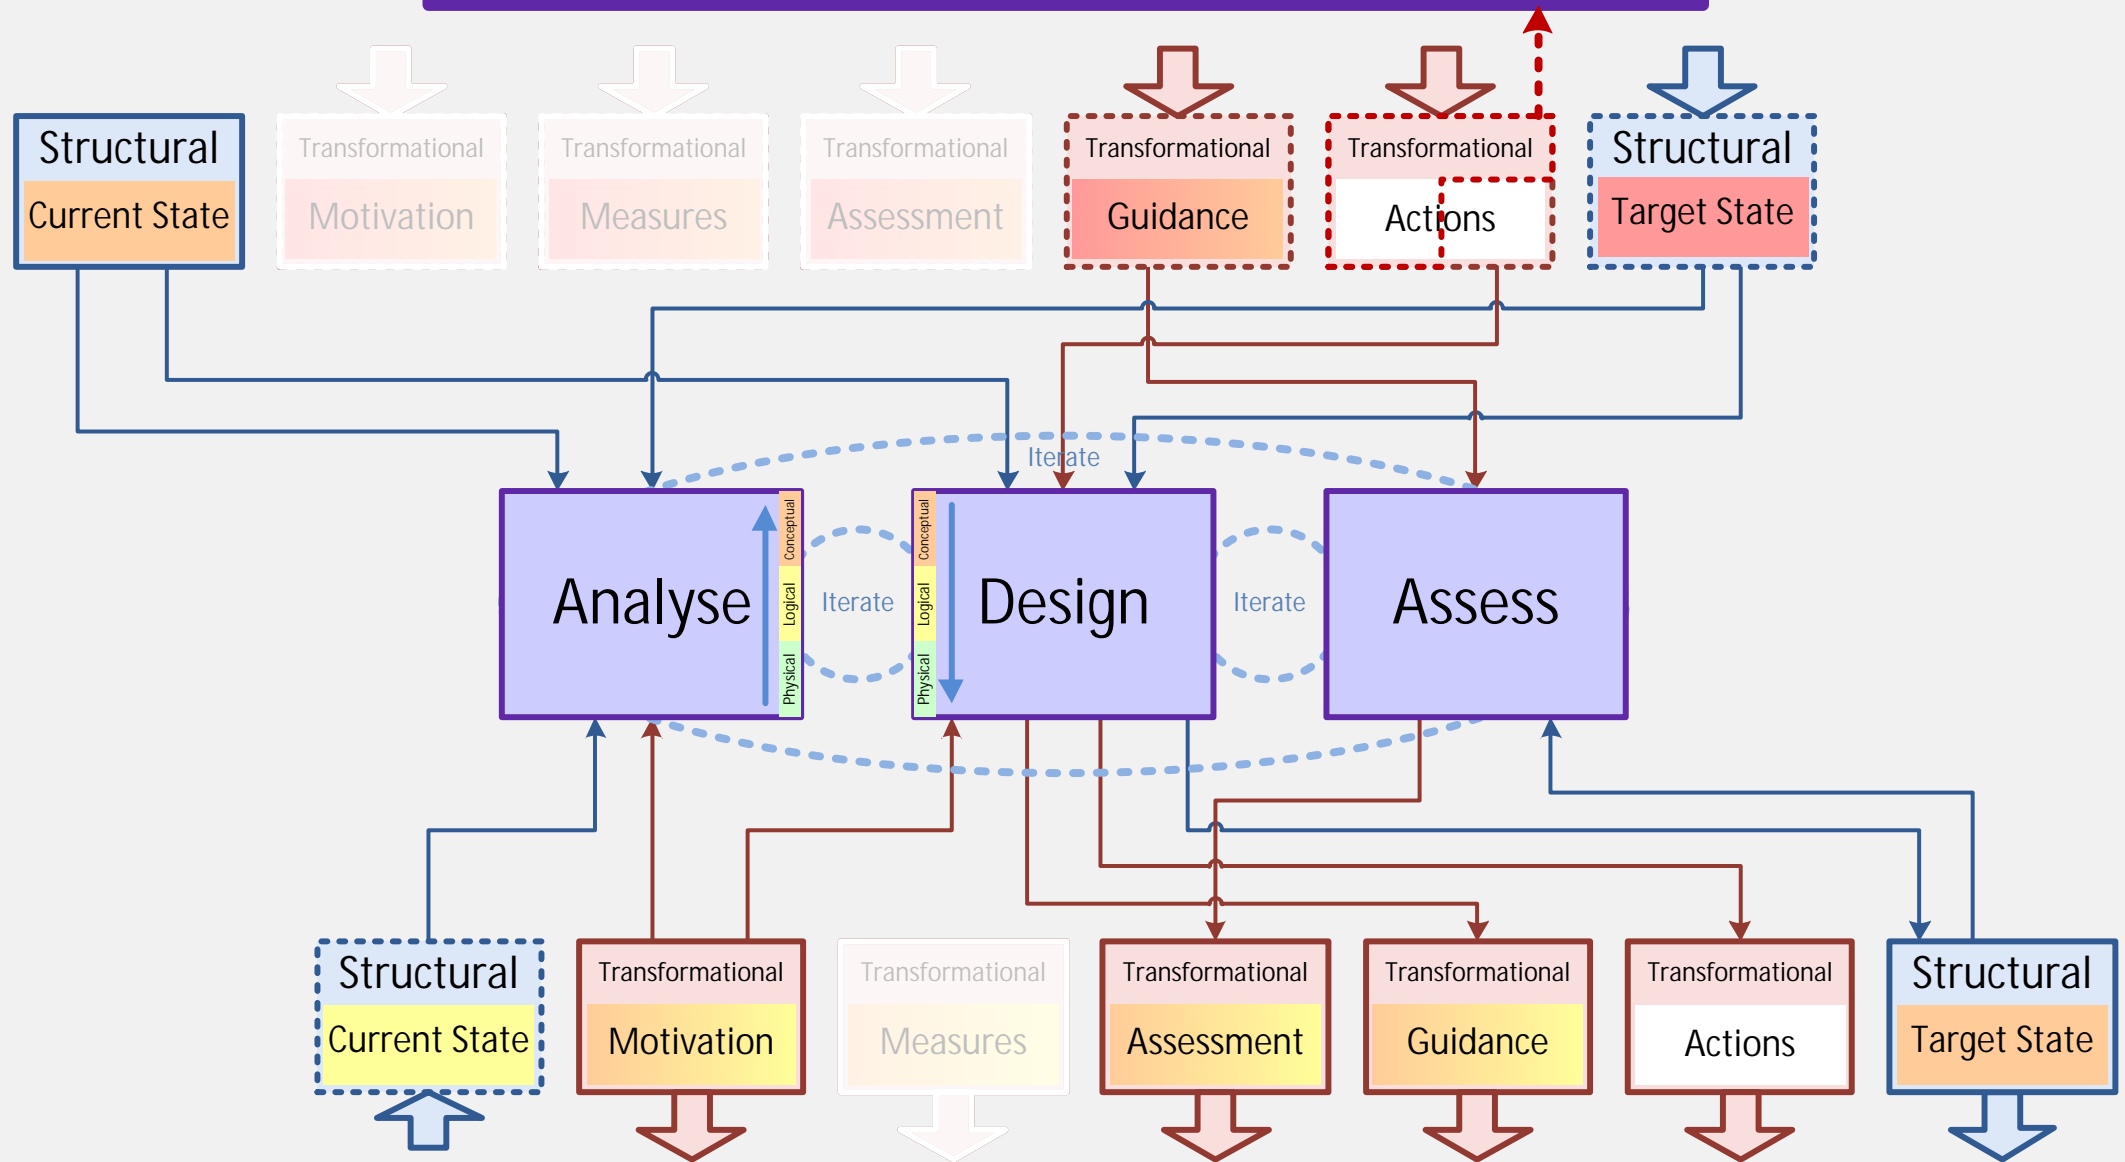 Structural
Current State
Transformational
Motivation
Transformational
Measures
Transformational
Assessment
Transformational
Guidance
Transformational
Actions
Structural
Target State
Iterate
Analyse
Conceptual
Logical
Physical
Iterate
Conceptual
Logical
Physical
Design
Iterate
Assess
Structural
Current State
Transformational
Motivation
Transformational
Measures
Transformational
Assessment
Transformational
Guidance
Transformational
Actions
Structural
Target State